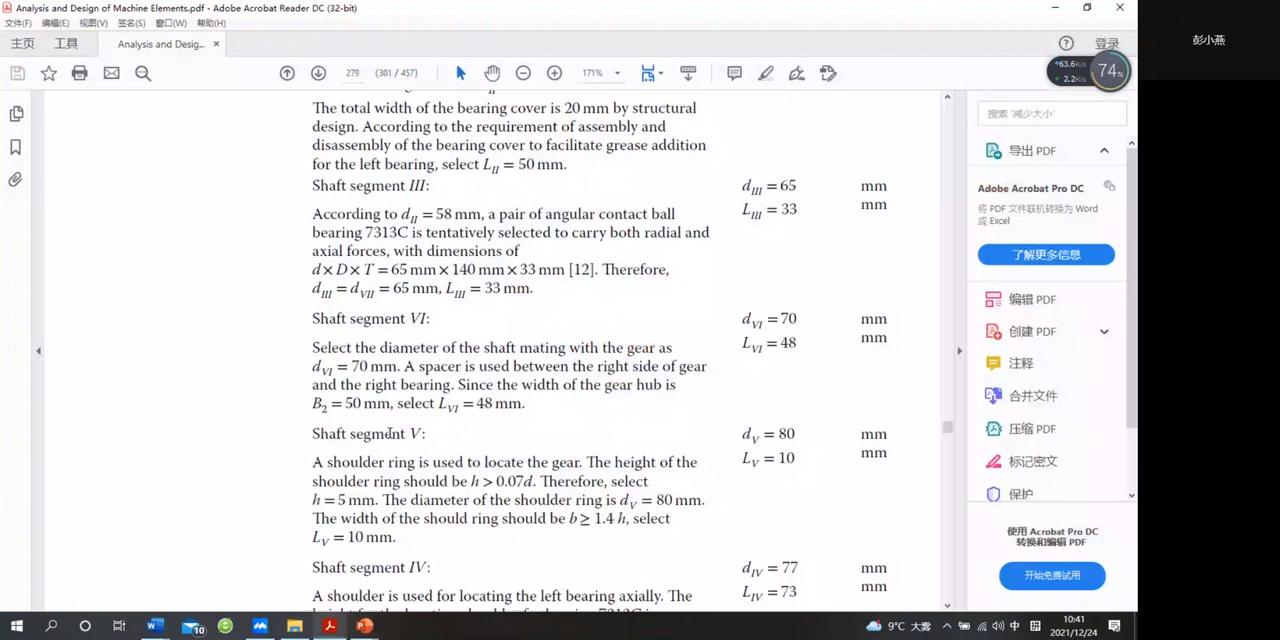 Analysis and Design of Machine Elements.pdf - Adobe Acrobat Reader DC (32-bit)
文件(F) 编辑(E) 视图(V) 签名(S) 窗口(W) 帮助(H)
主页 工具 Analysis and Desig... × 登录
彭小燕
279 (301 / 457) 171%
63.6K/s
2.2K/s
74%
The total width of the bearing cover is 20 mm by structural
design. According to the requirement of assembly and
disassembly of the bearing cover to facilitate grease addition
for the left bearing, select L_II = 50 mm.
Shaft segment III: d_III = 65 mm
L_III = 33 mm
According to d_II = 58 mm, a pair of angular contact ball
bearing 7313C is tentatively selected to carry both radial and
axial forces, with dimensions of
d × D × T = 65 mm × 140 mm × 33 mm [12]. Therefore,
d_III = d_VII = 65 mm, L_III = 33 mm.
Shaft segment VI: d_VI = 70 mm
L_VI = 48 mm
Select the diameter of the shaft mating with the gear as
d_VI = 70 mm. A spacer is used between the right side of gear
and the right bearing. Since the width of the gear hub is
B_2 = 50 mm, select L_VI = 48 mm.
Shaft segment V: d_V = 80 mm
L_V = 10 mm
A shoulder ring is used to locate the gear. The height of the
shoulder ring should be h > 0.07d. Therefore, select
h = 5 mm. The diameter of the shoulder ring is d_V = 80 mm.
The width of the should ring should be b ≥ 1.4 h, select
L_V = 10 mm.
Shaft segment IV: d_IV = 77 mm
L_IV = 73 mm
A shoulder is used for locating the left bearing axially. The
搜索 "减少大小"
导出 PDF
Adobe Acrobat Pro DC
将 PDF 文件联机转换为 Word
或 Excel
了解更多信息
编辑 PDF
创建 PDF
注释
合并文件
压缩 PDF
标记密文
保护
使用 Acrobat Pro DC
转换和编辑 PDF
开始免费试用
10
9°C 大雾
中
10:41
2021/12/24